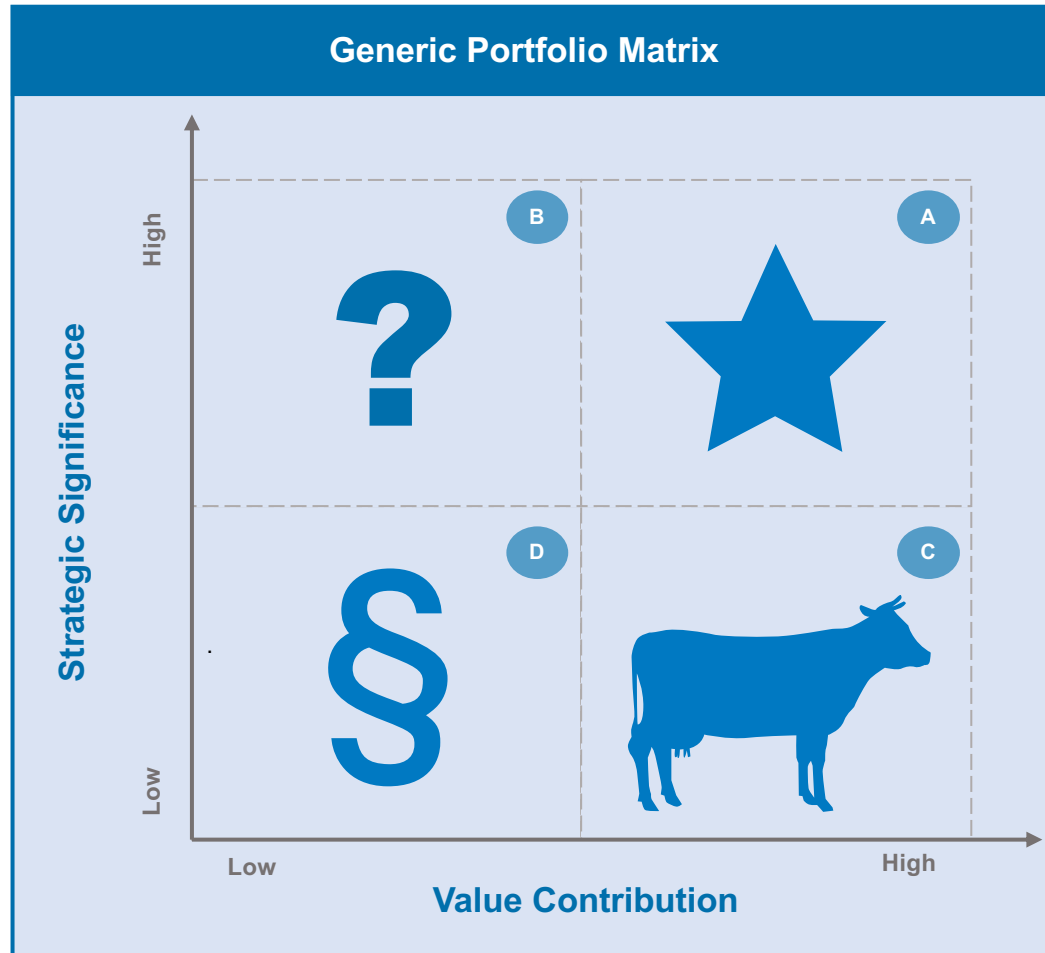 Generic Portfolio Matrix
High
B
A
?
Strategic Significance
D
C
§
.
Low
Low
High
Value Contribution